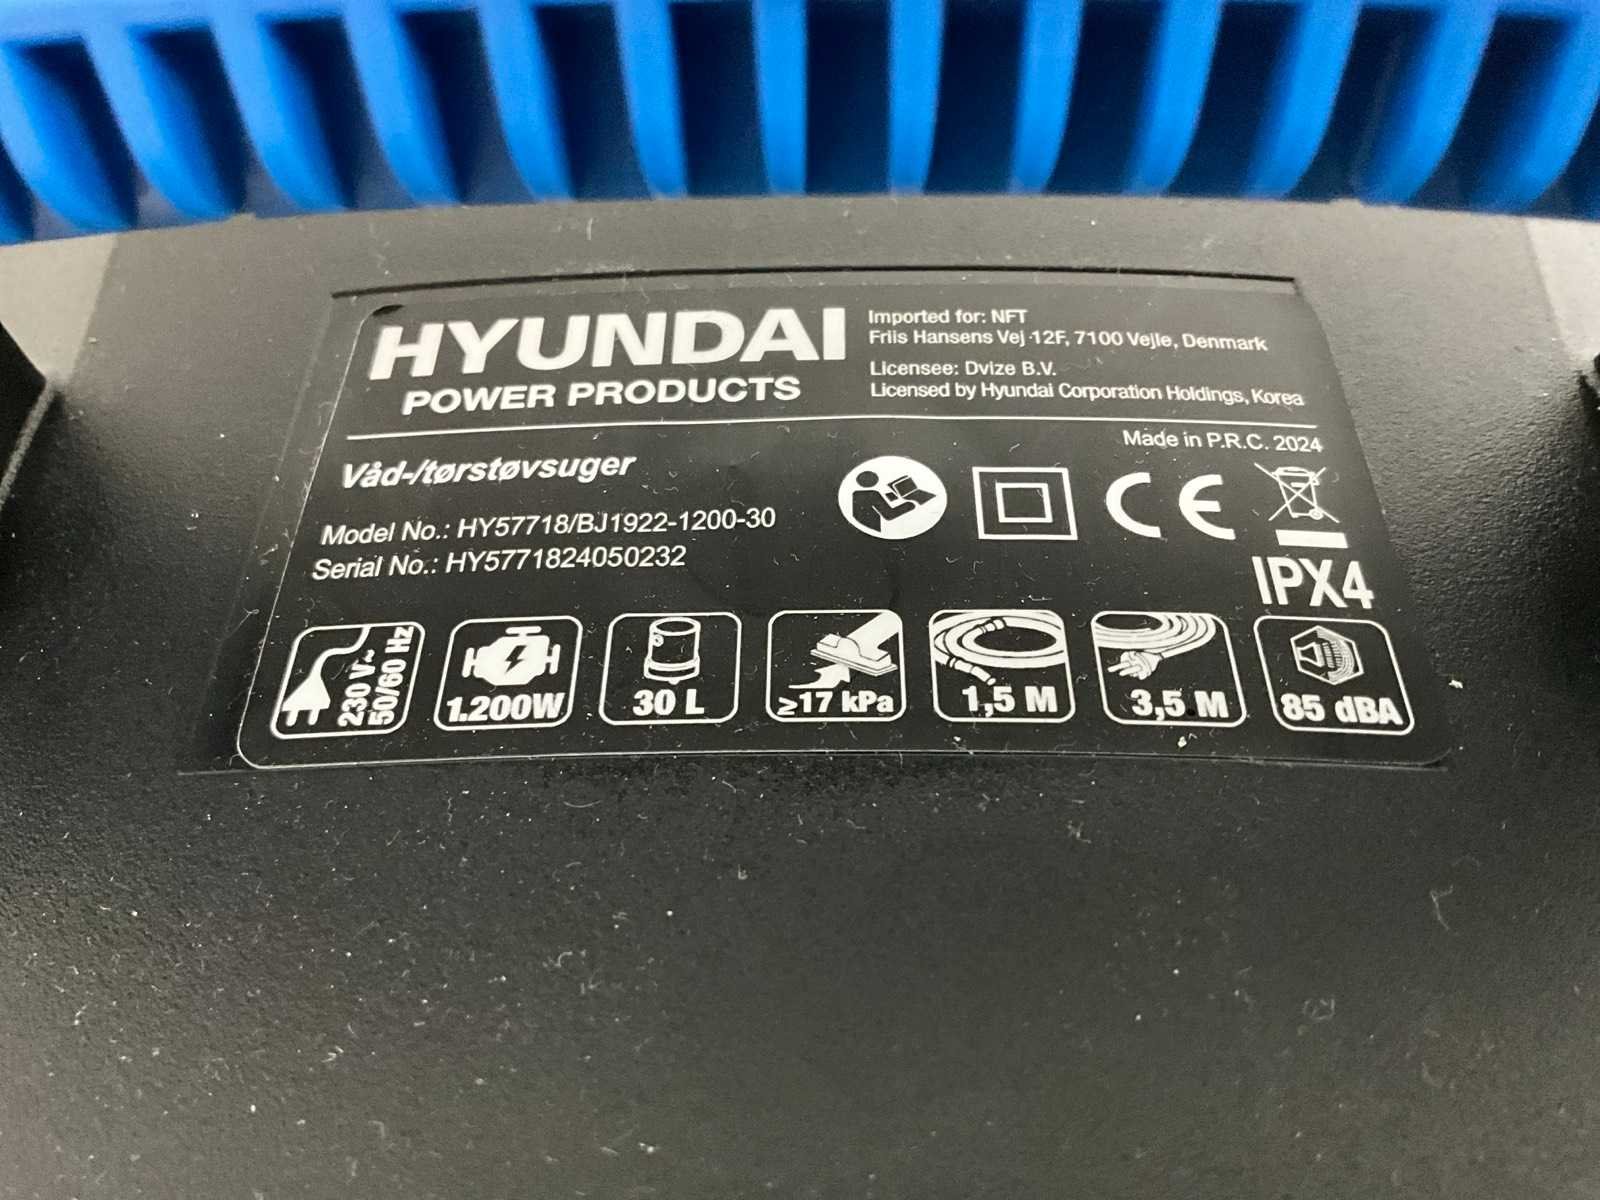 HYUNDAI
POWER PRODUCTS
Imported for: NFT
Friis Hansens Vej 12F, 7100 Vejle, Denmark
Licensee: Dvize B.V.
Licensed by Hyundai Corporation Holdings, Korea
Made in P.R.C. 2024
Våd-/tørstøvsuger
Model No.: HY57718/BJ1922-1200-30
Serial No.: HY5771824050232
CE
IPX4
230 V~
50/60 Hz
1.200W
30 L
≥17 kPa
1,5 M
3,5 M
85 dBA